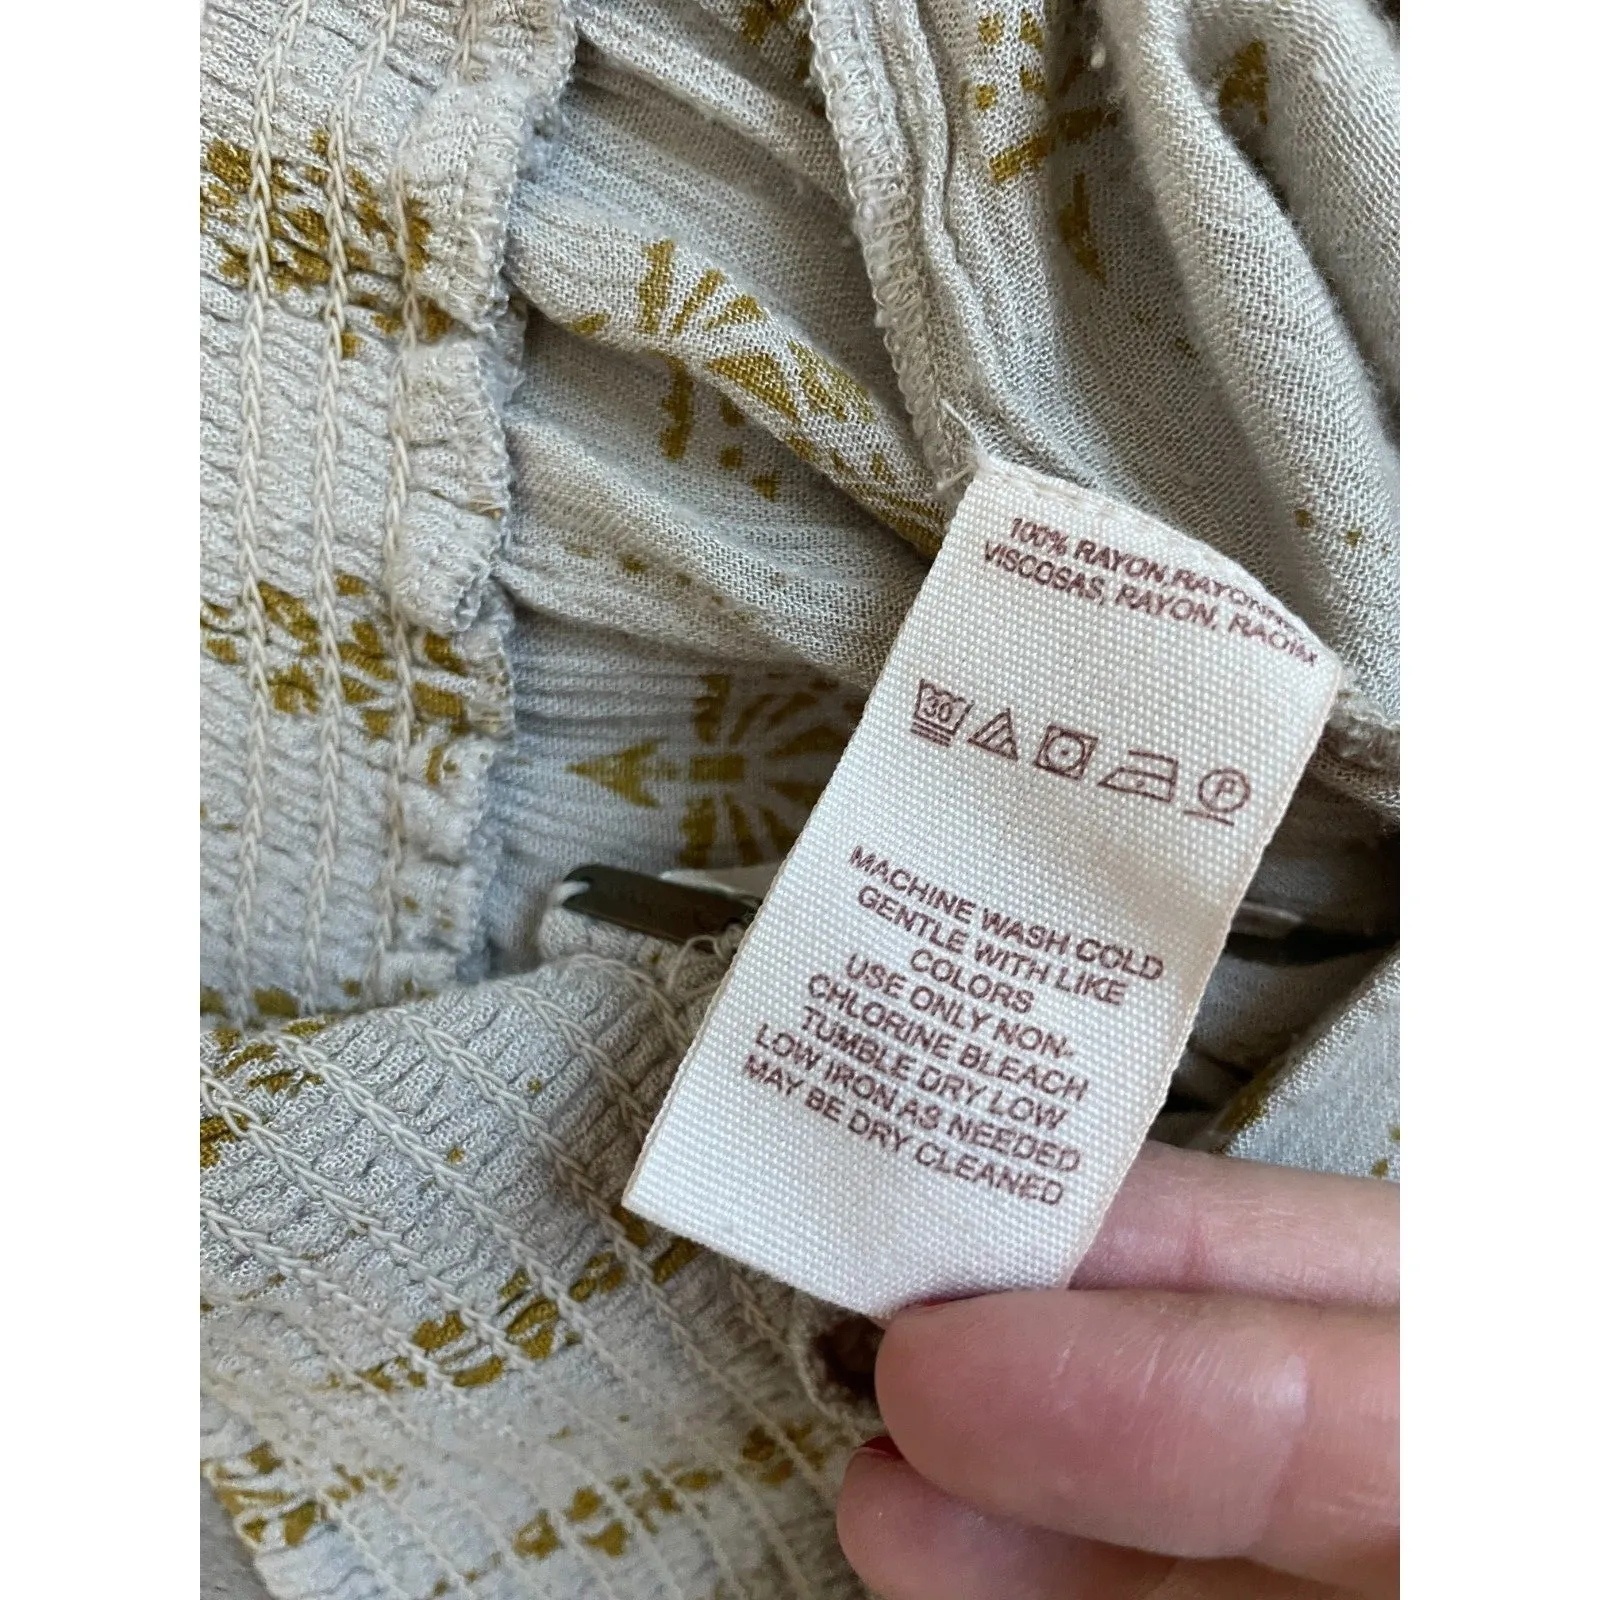 100% RAYON, RAYONNE
VISCOSAS, RAYON,
30 P
MACHINE WASH COLD
GENTLE WITH LIKE
COLORS
USE ONLY NON-
CHLORINE BLEACH
TUMBLE DRY LOW
LOW IRON AS NEEDED
MAY BE DRY CLEANED